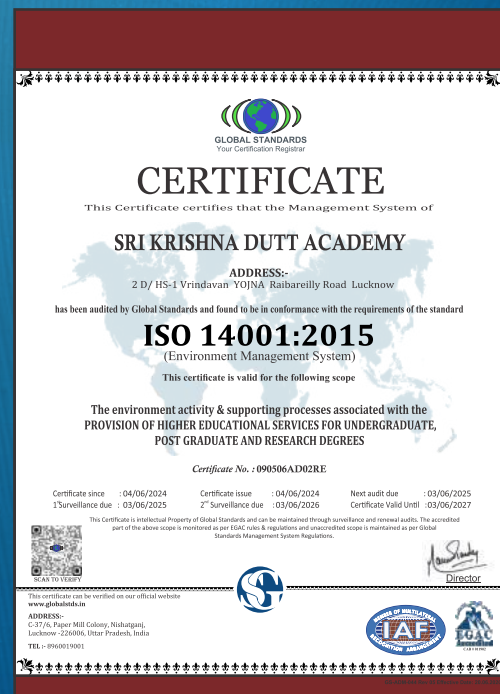 GLOBAL STANDARDS
Your Certification Registrar
CERTIFICATE
This Certificate certifies that the Management System of
SRI KRISHNA DUTT ACADEMY
ADDRESS:-
2 D/ HS-1 Vrindavan YOJNA Raibareilly Road Lucknow
has been audited by Global Standards and found to be in conformance with the requirements of the standard
ISO 14001:2015
(Environment Management System)
This certificate is valid for the following scope
The environment activity & supporting processes associated with the
PROVISION OF HIGHER EDUCATIONAL SERVICES FOR UNDERGRADUATE,
POST GRADUATE AND RESEARCH DEGREES
Certificate No. : 090506AD02RE
Certificate since : 04/06/2024 Certificate issue : 04/06/2024 Next audit due : 03/06/2025
1st Surveillance due : 03/06/2025 2nd Surveillance due : 03/06/2026 Certificate Valid Until :03/06/2027
This Certificate is intellectual Property of Global Standards and can be maintained through surveillance and renewal audits. The accredited
part of the above scope is monitored as per EGAC rules & regulations and unaccredited scope is maintained as per Global
Standards Management System Regulations.
SCAN TO VERIFY
Director
This certificate can be verified on our official website
www.globalstds.in
ADDRESS:-
C-37/6, Paper Mill Colony, Nishatganj,
Lucknow -226006, Uttar Pradesh, India
TEL :- 8960019001
MEMBER OF MULTILATERAL
IAF
RECOGNITION ARRANGEMENT
EGAC